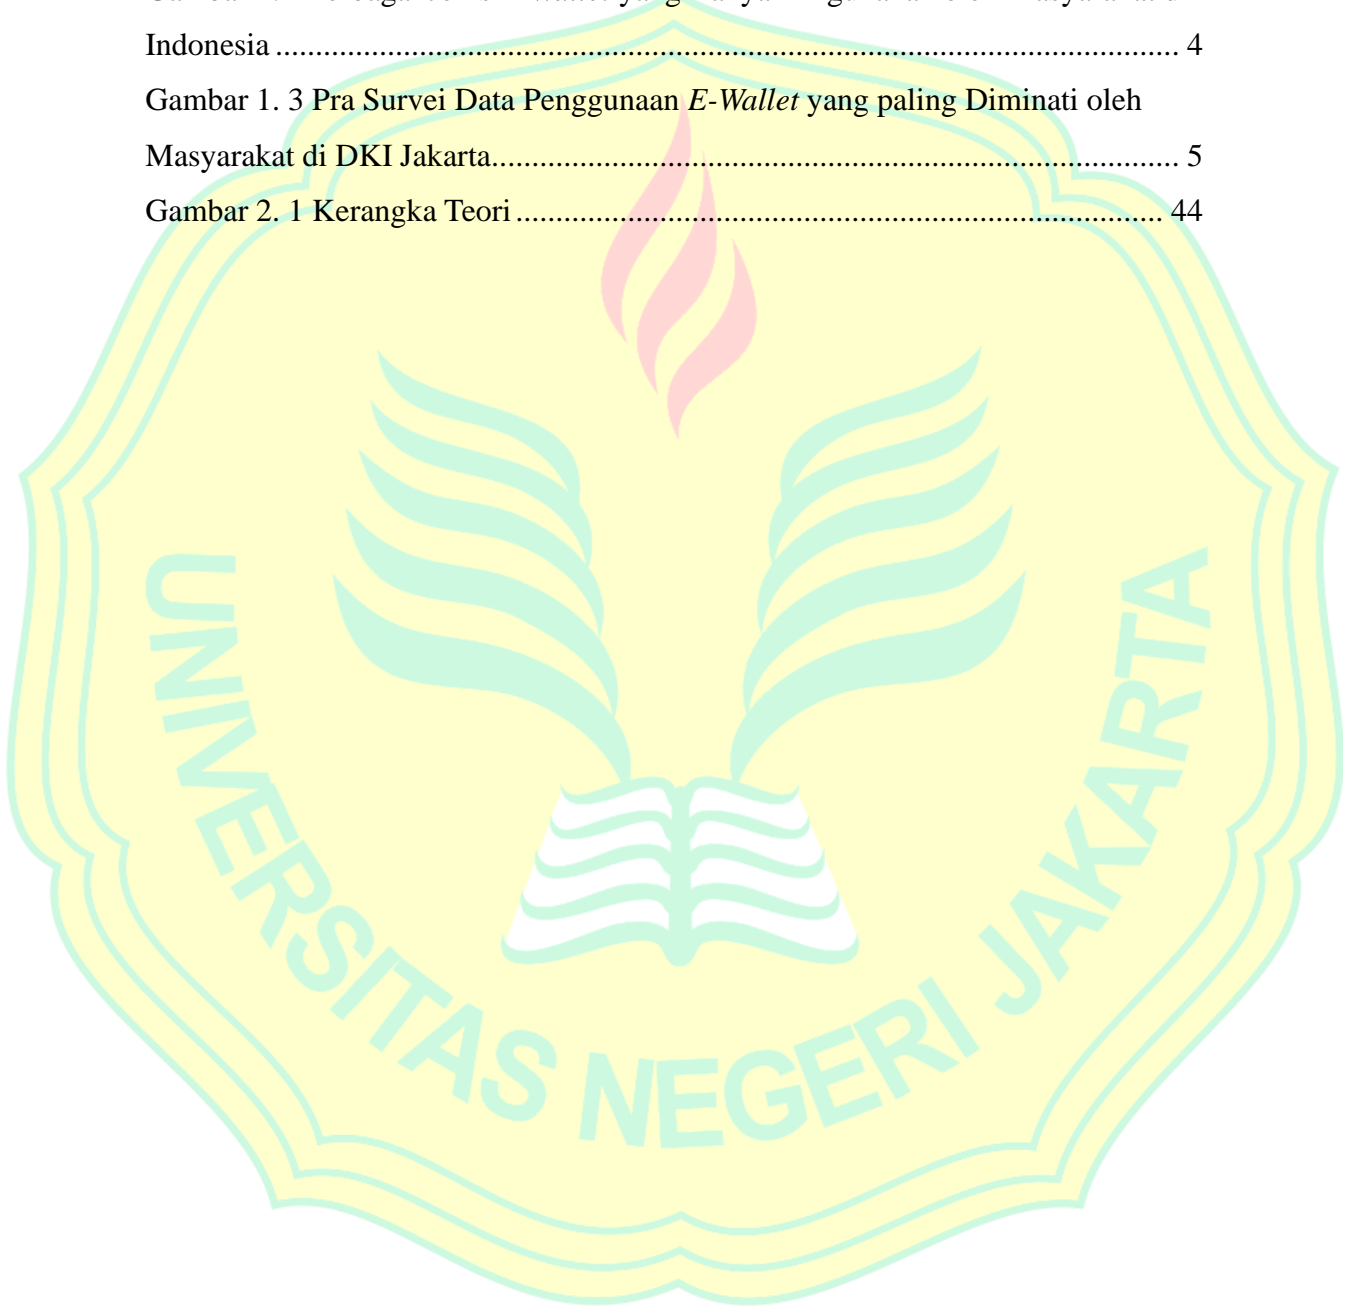 Indonesia ........................................................................................................ 4
Gambar 1. 3 Pra Survei Data Penggunaan E-Wallet yang paling Diminati oleh
Masyarakat di DKI Jakarta................................................................................ 5
Gambar 2. 1 Kerangka Teori ........................................................................... 44
UNIVERSITAS NEGERI JAKARTA